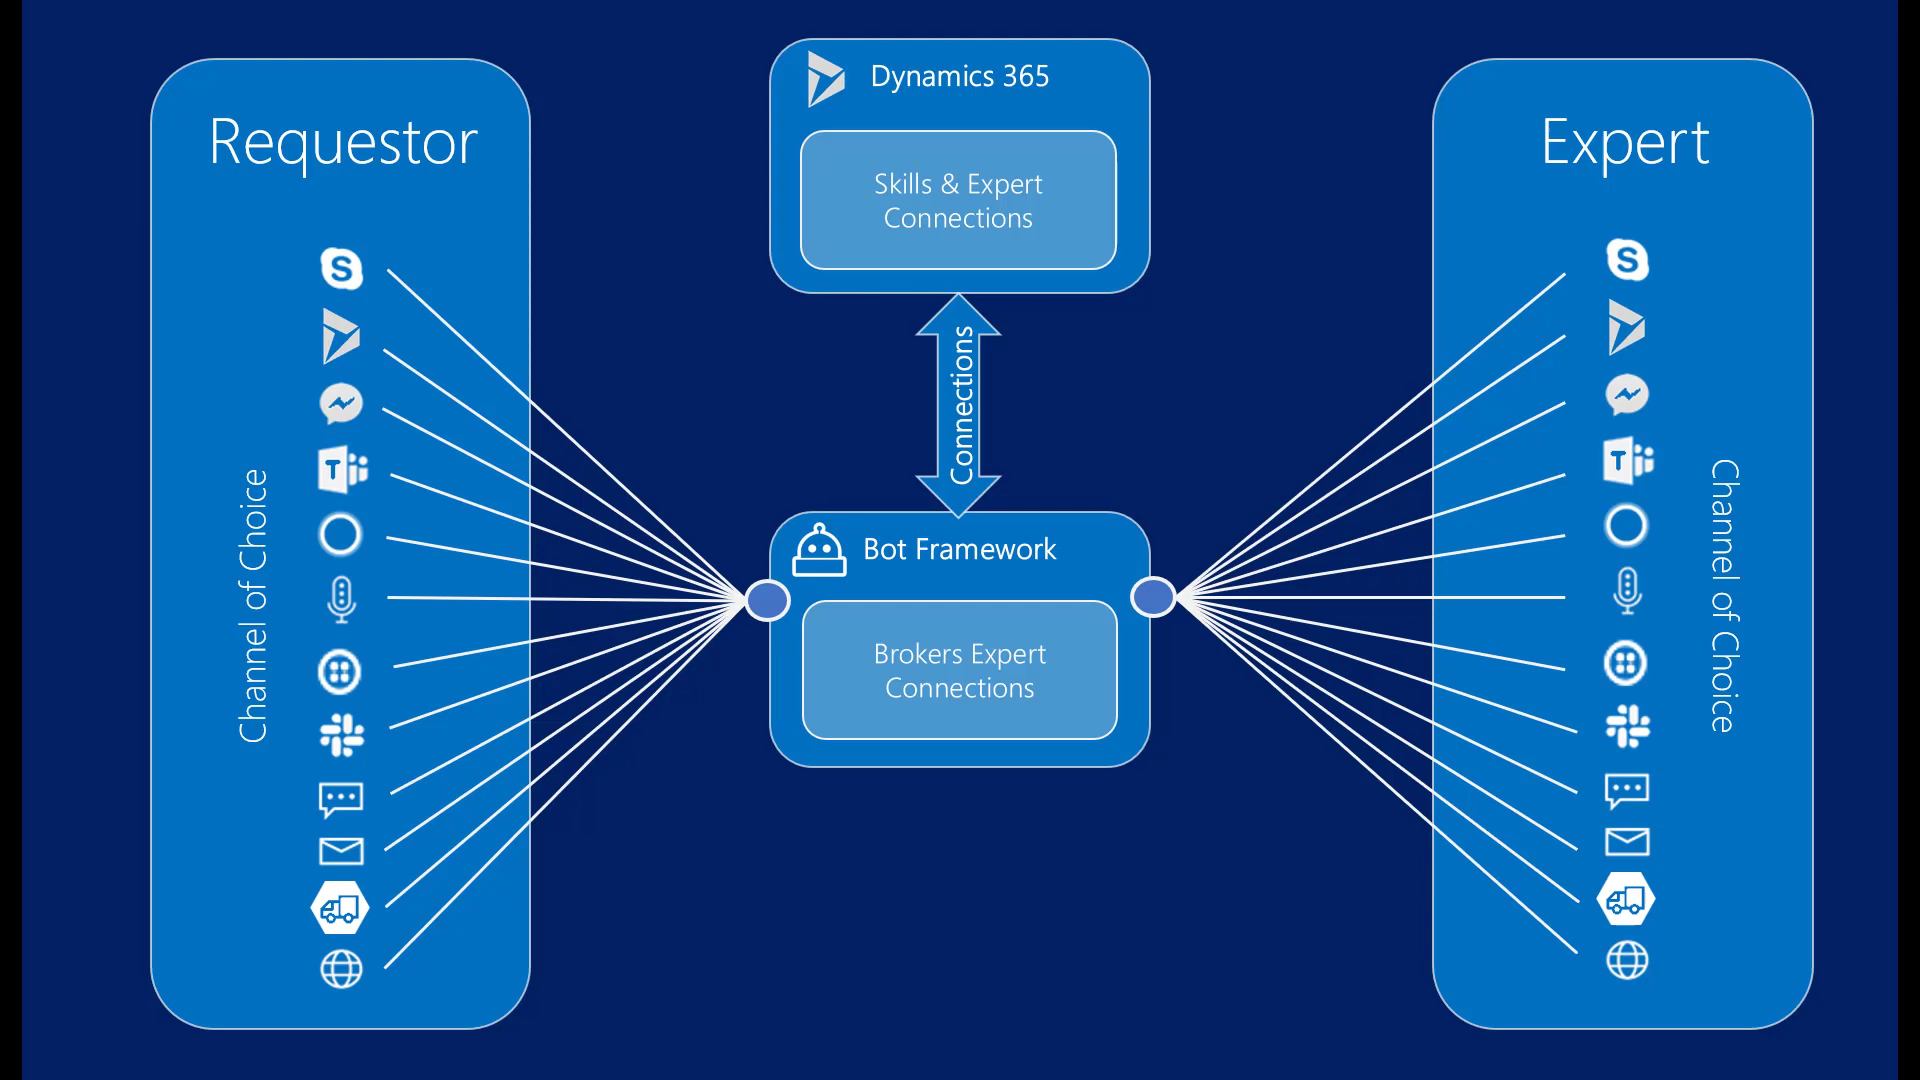 Requestor
Channel of Choice
Dynamics 365
Skills & Expert
Connections
Connections
Bot Framework
Brokers Expert
Connections
Expert
Channel of Choice
S
T
S
T